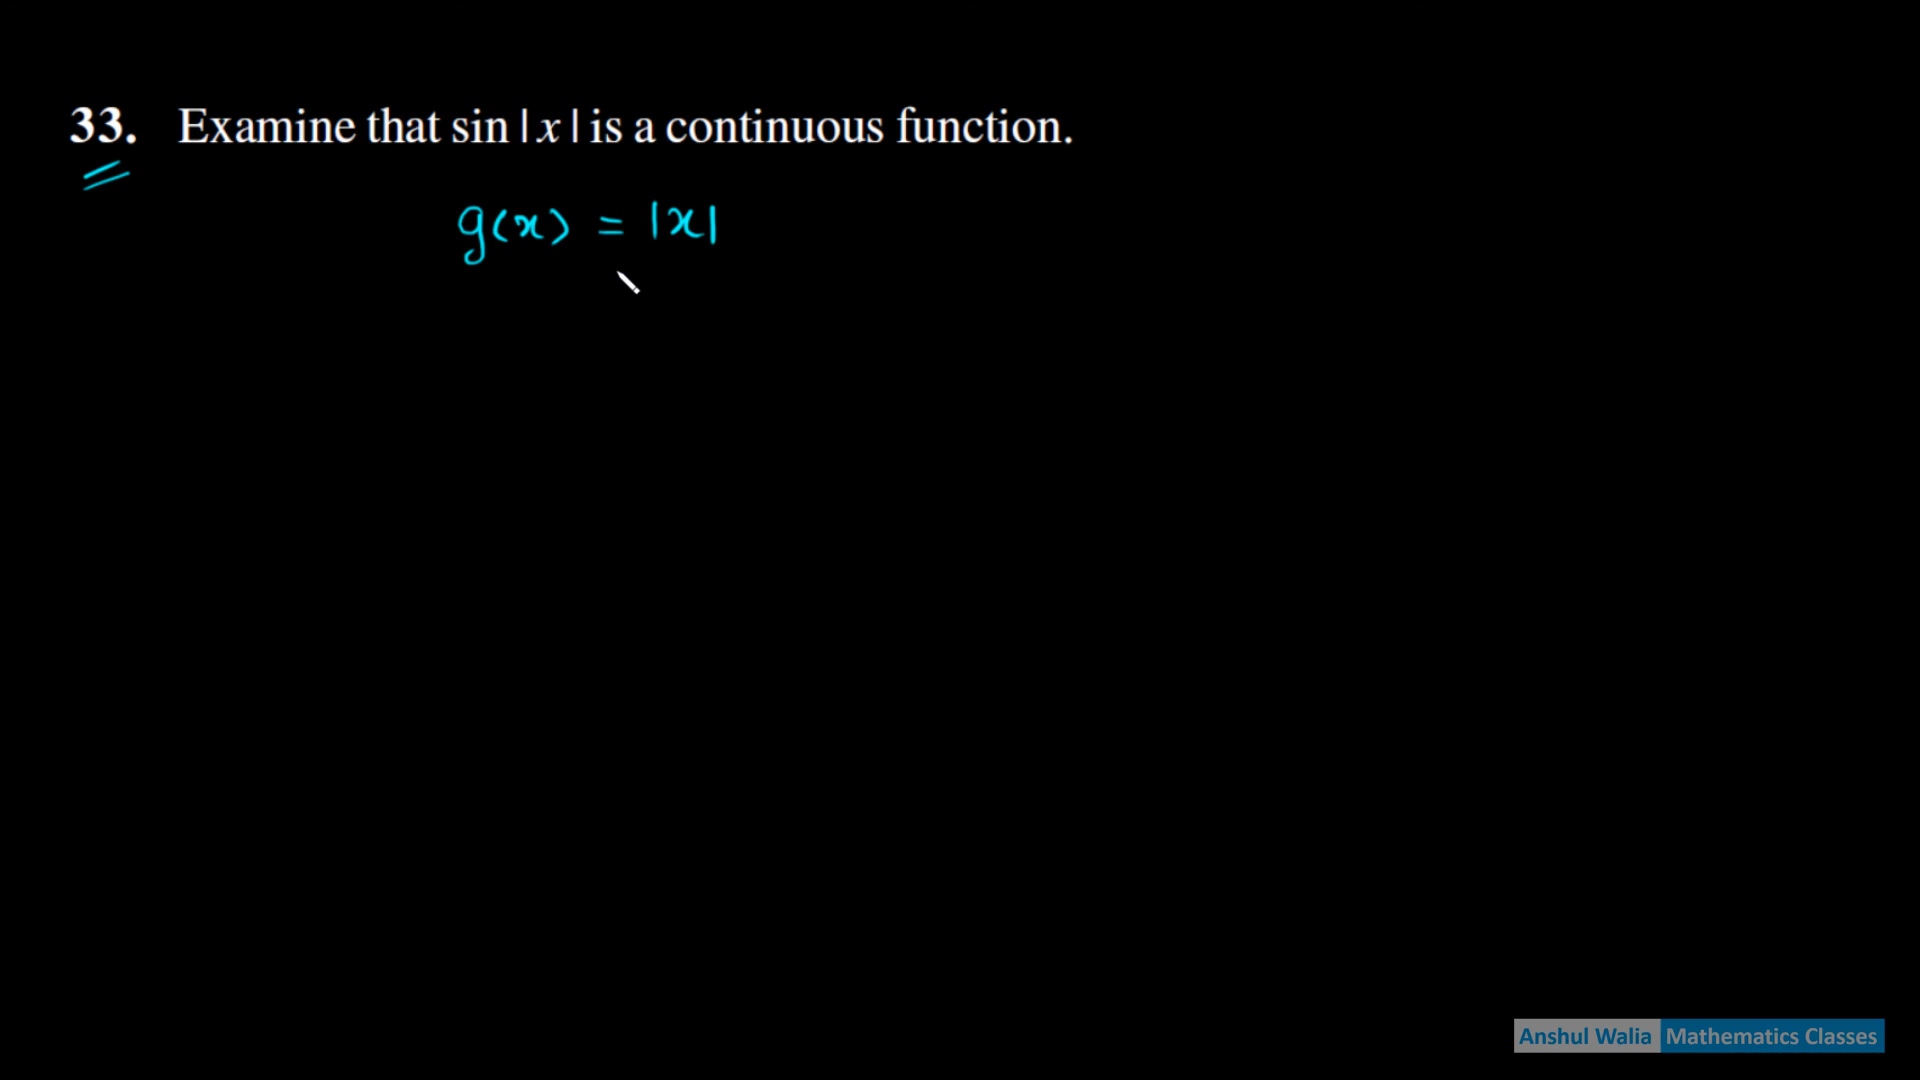 33. Examine that sin | x | is a continuous function.
g(x) = |x|
Anshul Walia Mathematics Classes